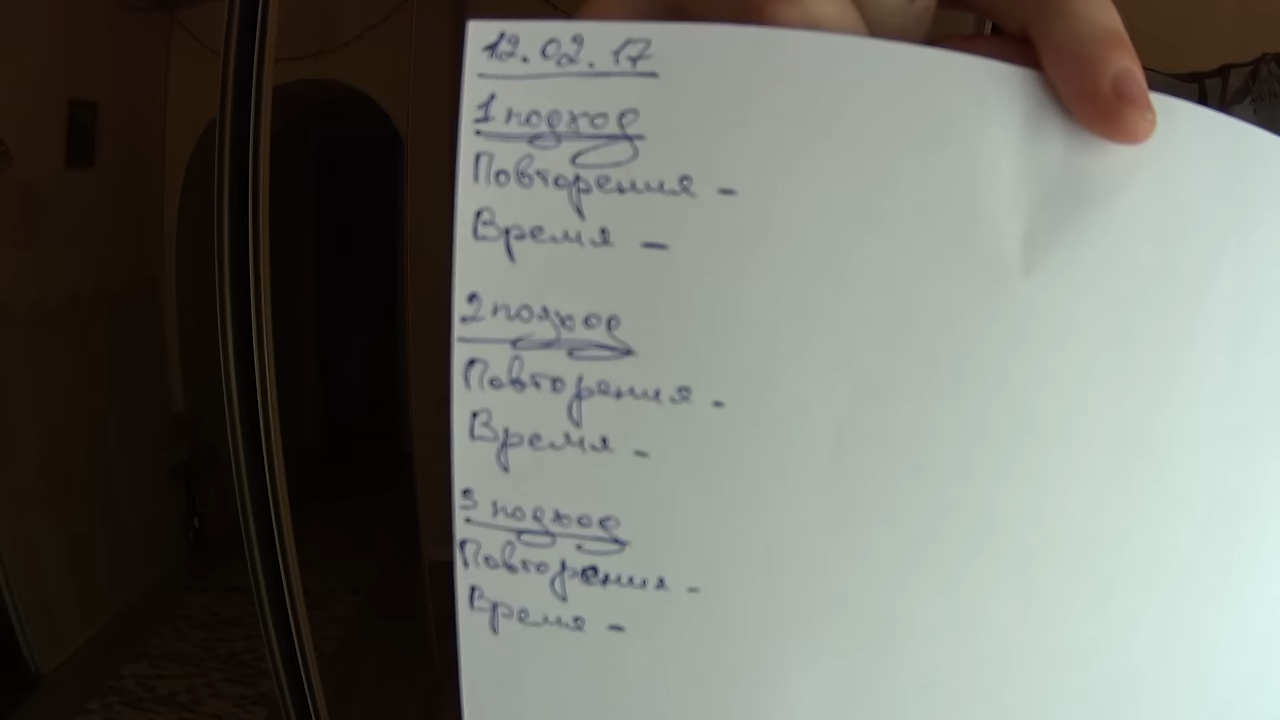 12.02.17
1 подход
Повторения -
Время -
2 подход
Повторения -
Время -
3 подход
Повторения -
Время -